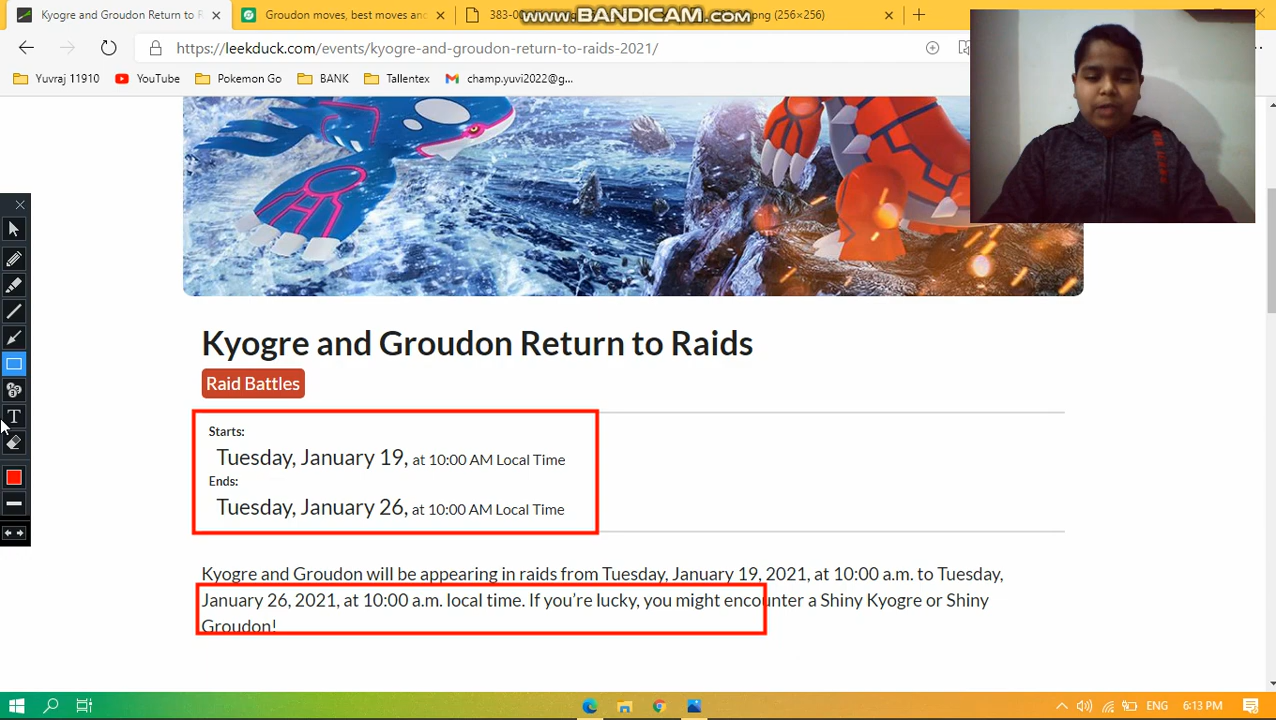 Kyogre and Groudon Return to R
Groudon moves, best moves and
383-00
www.BANDICAM.com
png (256×256)
https://leekduck.com/events/kyogre-and-groudon-return-to-raids-2021/
Yuvraj 11910
YouTube
Pokemon Go
BANK
Tallentex
champ.yuvi2022@g...
Kyogre and Groudon Return to Raids
Raid Battles
Starts:
Tuesday, January 19, at 10:00 AM Local Time
Ends:
Tuesday, January 26, at 10:00 AM Local Time
Kyogre and Groudon will be appearing in raids from Tuesday, January 19, 2021, at 10:00 a.m. to Tuesday,
January 26, 2021, at 10:00 a.m. local time. If you’re lucky, you might encounter a Shiny Kyogre or Shiny
Groudon!
T
ENG
6:13 PM